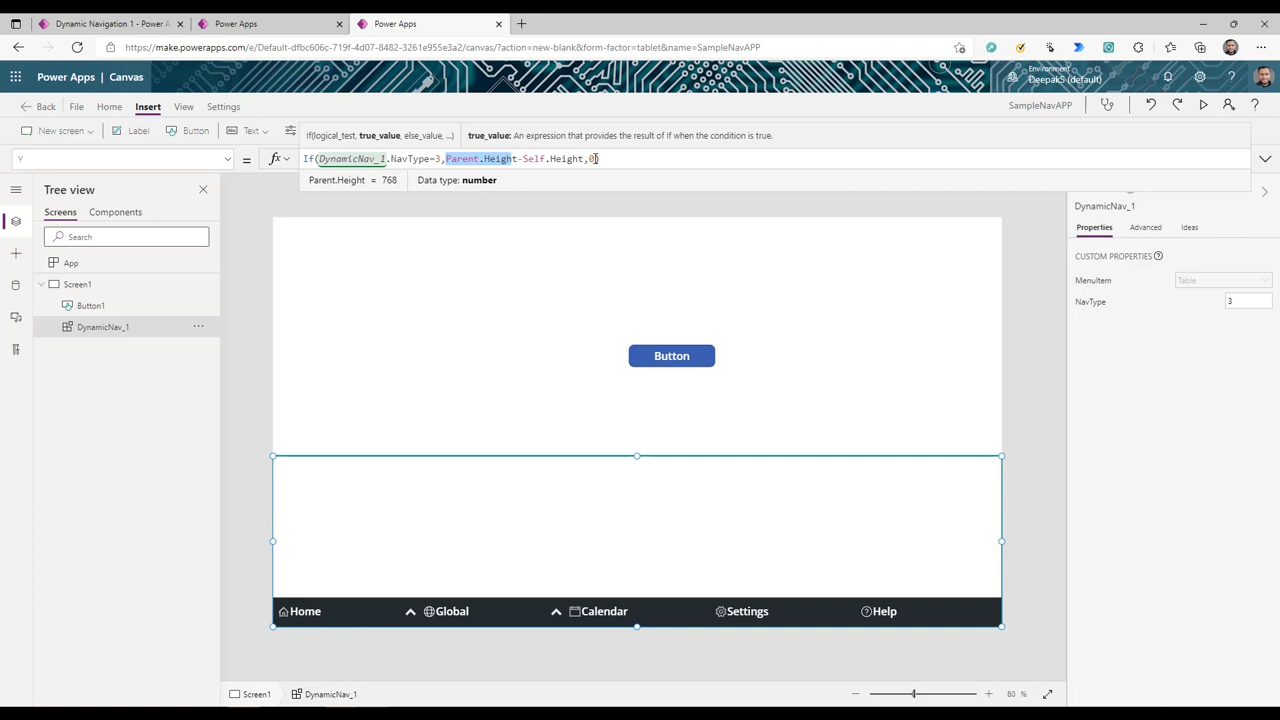 Dynamic Navigation 1 - Power A
Power Apps
Power Apps
https://make.powerapps.com/e/Default-dfbc606c-719f-4d07-8482-3261e955e3a2/canvas/?action=new-blank&form-factor=tablet&name=SampleNavAPP
Power Apps | Canvas
Environment
DeepakS (default)
Back
File
Home
Insert
View
Settings
SampleNavAPP
New screen
Label
Button
Text
If(logical_test, true_value, else_value, ...)
true_value: An expression that provides the result of If when the condition is true.
Y
=
fx
If(DynamicNav_1.NavType=3,Parent.Height-Self.Height,0)
Parent.Height = 768
Data type: number
Tree view
Screens
Components
Search
App
Screen1
Button1
DynamicNav_1
DynamicNav_1
Properties
Advanced
Ideas
CUSTOM PROPERTIES
MenuItem
Table
NavType
3
Button
Home
Global
Calendar
Settings
Help
Screen1
DynamicNav_1
80 %